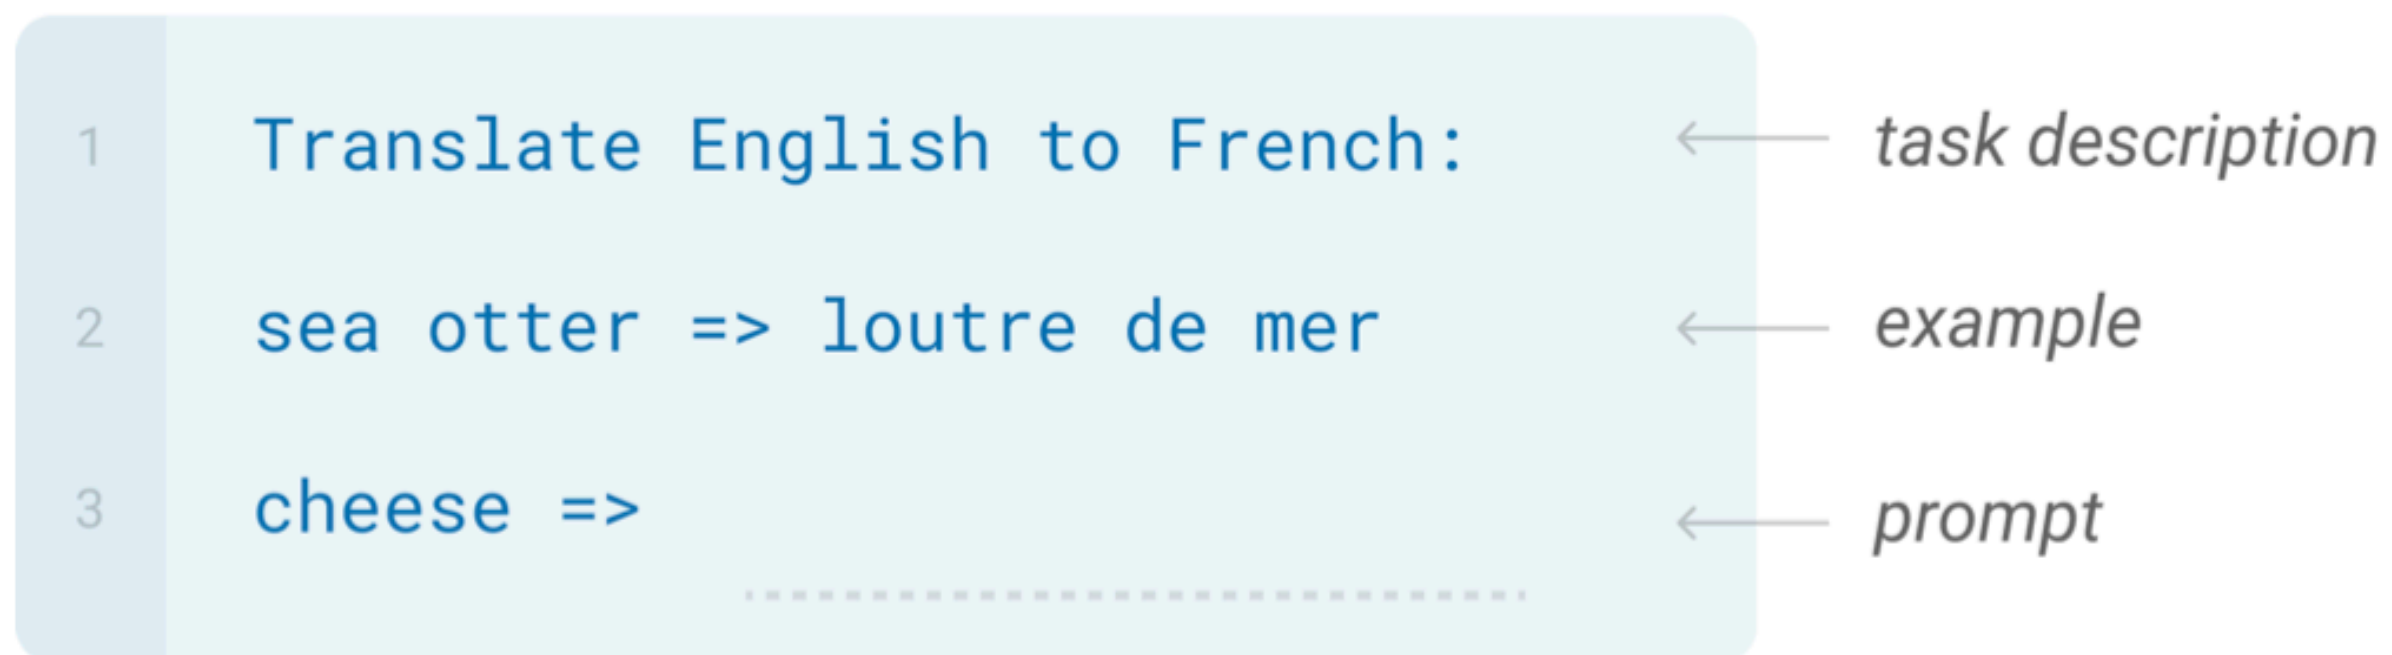 1 Translate English to French: task description
2 sea otter => loutre de mer example
3 cheese => prompt